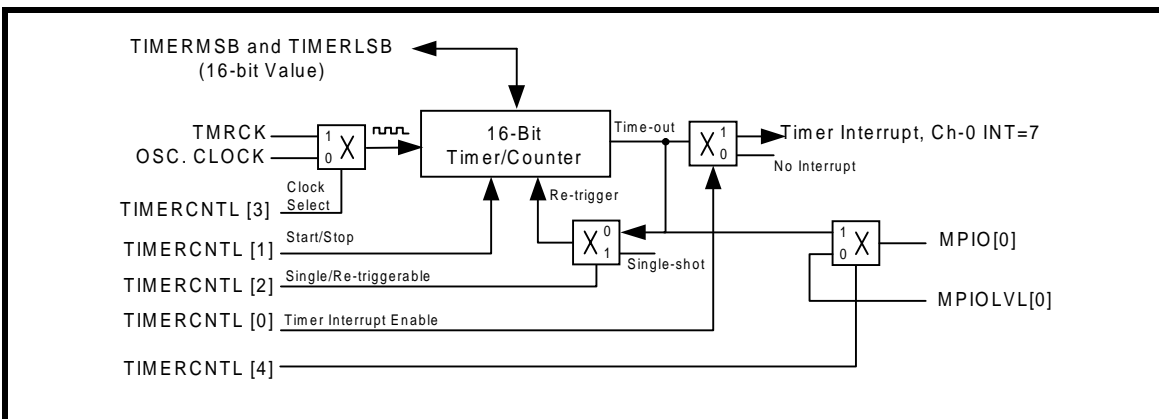 TIMERMSB and TIMERLSB
(16-bit Value)
TMRCK
OSC. CLOCK
1
0
X
16-Bit
Timer/Counter
Time-out
X
1
0
Timer Interrupt, Ch-0 INT=7
No Interrupt
Clock
Select
TIMERCNTL [3]
Re-trigger
Start/Stop
TIMERCNTL [1]
X
0
1
Single-shot
1
0
X
MPIO[0]
Single/Re-triggerable
TIMERCNTL [2]
MPIOLVL[0]
TIMERCNTL [0]
Timer Interrupt Enable
TIMERCNTL [4]